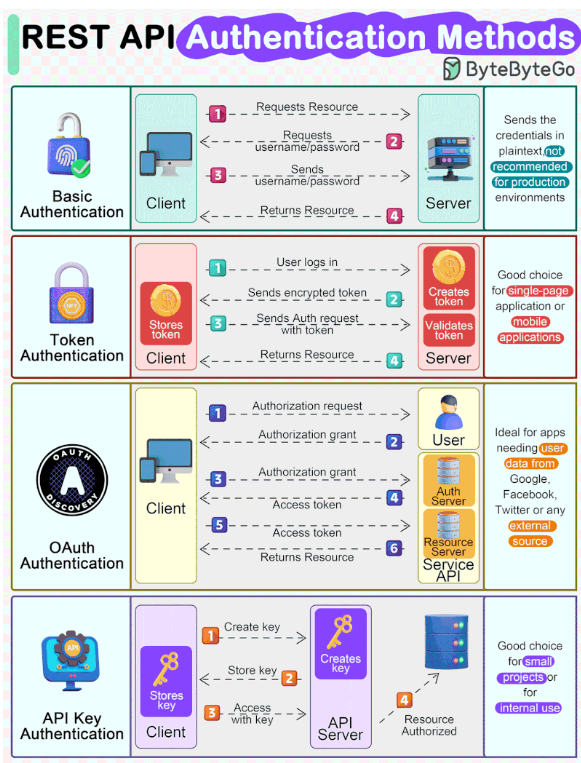 REST API Authentication Methods
ByteByteGo
Basic
Authentication
Client
1
Requests Resource
Requests
username/password
2
3
Sends
username/password
Returns Resource
4
Server
Sends the
credentials in
plaintext, not
recommended
for production
environments
NFT
Token
Authentication
Stores
token
Client
1
User logs in
Sends encrypted token
2
3
Sends Auth request
with token
Returns Resource
4
Creates
token
Validates
token
Server
Good choice
for single-page
application or
mobile
applications
OAUTH
A
DISCOVERY
OAuth
Authentication
Client
1
Authorization request
Authorization grant
2
3
Authorization grant
4
Access token
5
Access token
6
Returns Resource
User
Auth
Server
Resource
Server
Service
API
Ideal for apps
needing user
data from
Google,
Facebook,
Twitter or any
external
source
API
API Key
Authentication
Stores
key
Client
1
Create key
Store key
2
3
Access
with key
Creates
key
API
Server
4
Resource
Authorized
Good choice
for small
projects or
for
internal use